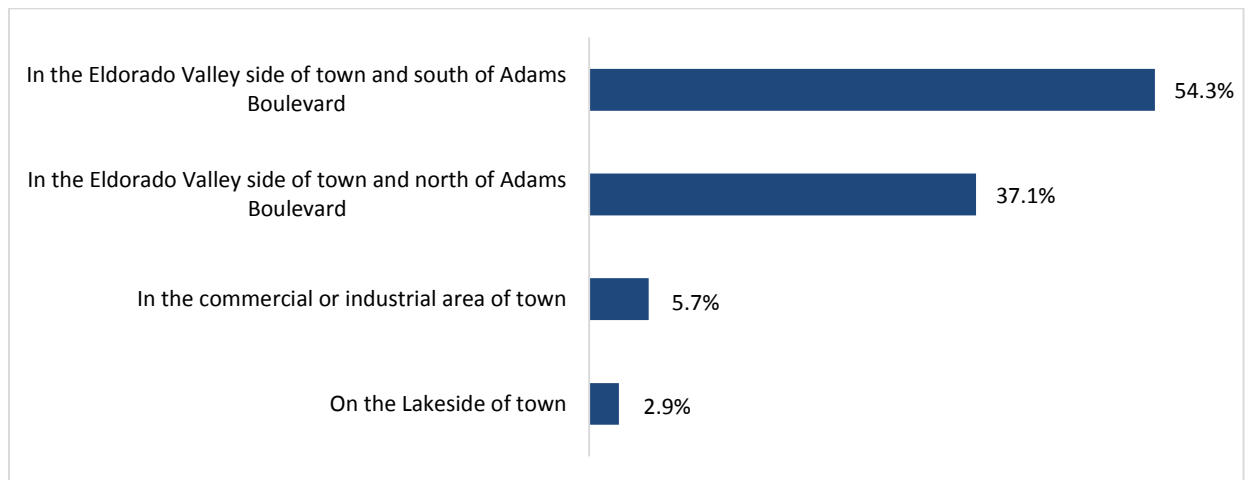 In the Eldorado Valley side of town and south of Adams
Boulevard
54.3%
In the Eldorado Valley side of town and north of Adams
Boulevard
37.1%
In the commercial or industrial area of town
5.7%
On the Lakeside of town
2.9%